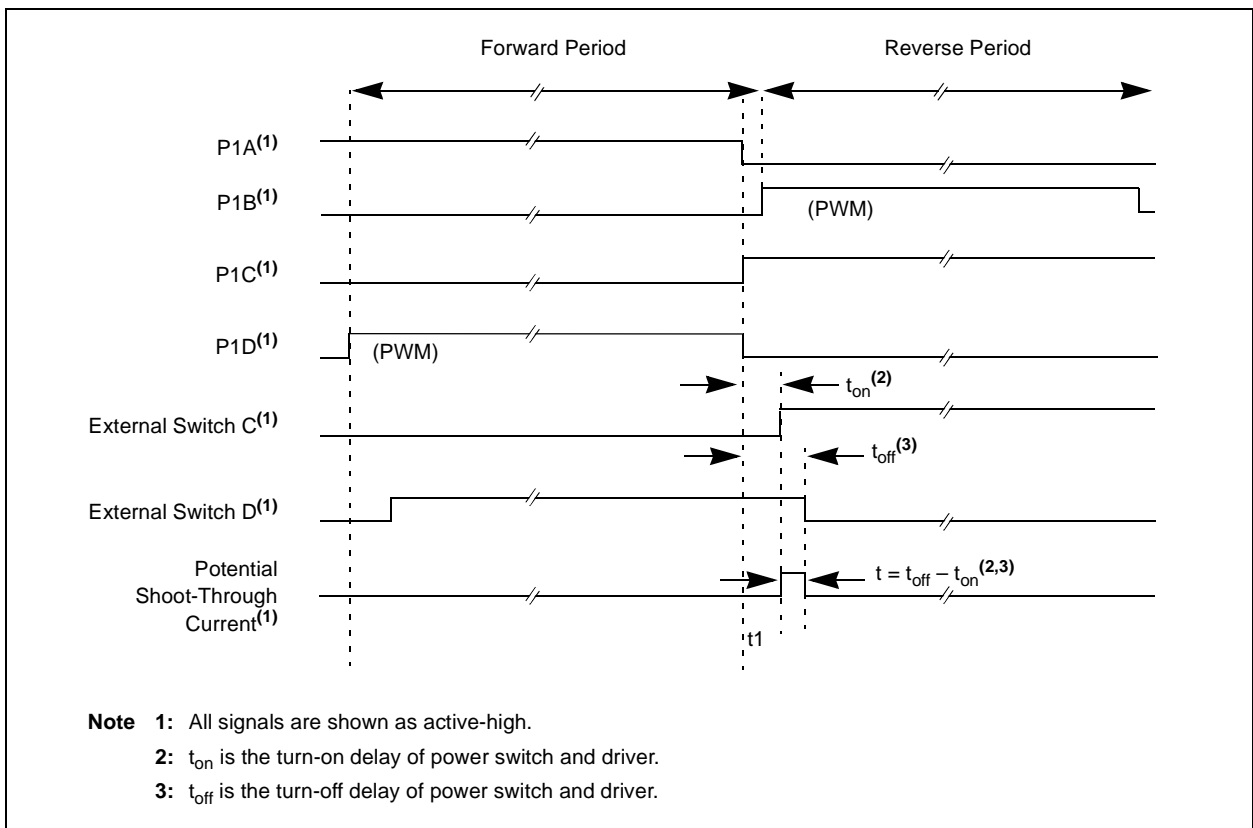 Forward Period
Reverse Period
P1A(1)
P1B(1)
(PWM)
P1C(1)
P1D(1)
(PWM)
ton(2)
External Switch C(1)
toff(3)
External Switch D(1)
Potential
Shoot-Through
Current(1)
t = toff – ton(2,3)
t1
Note 1: All signals are shown as active-high.
2: ton is the turn-on delay of power switch and driver.
3: toff is the turn-off delay of power switch and driver.